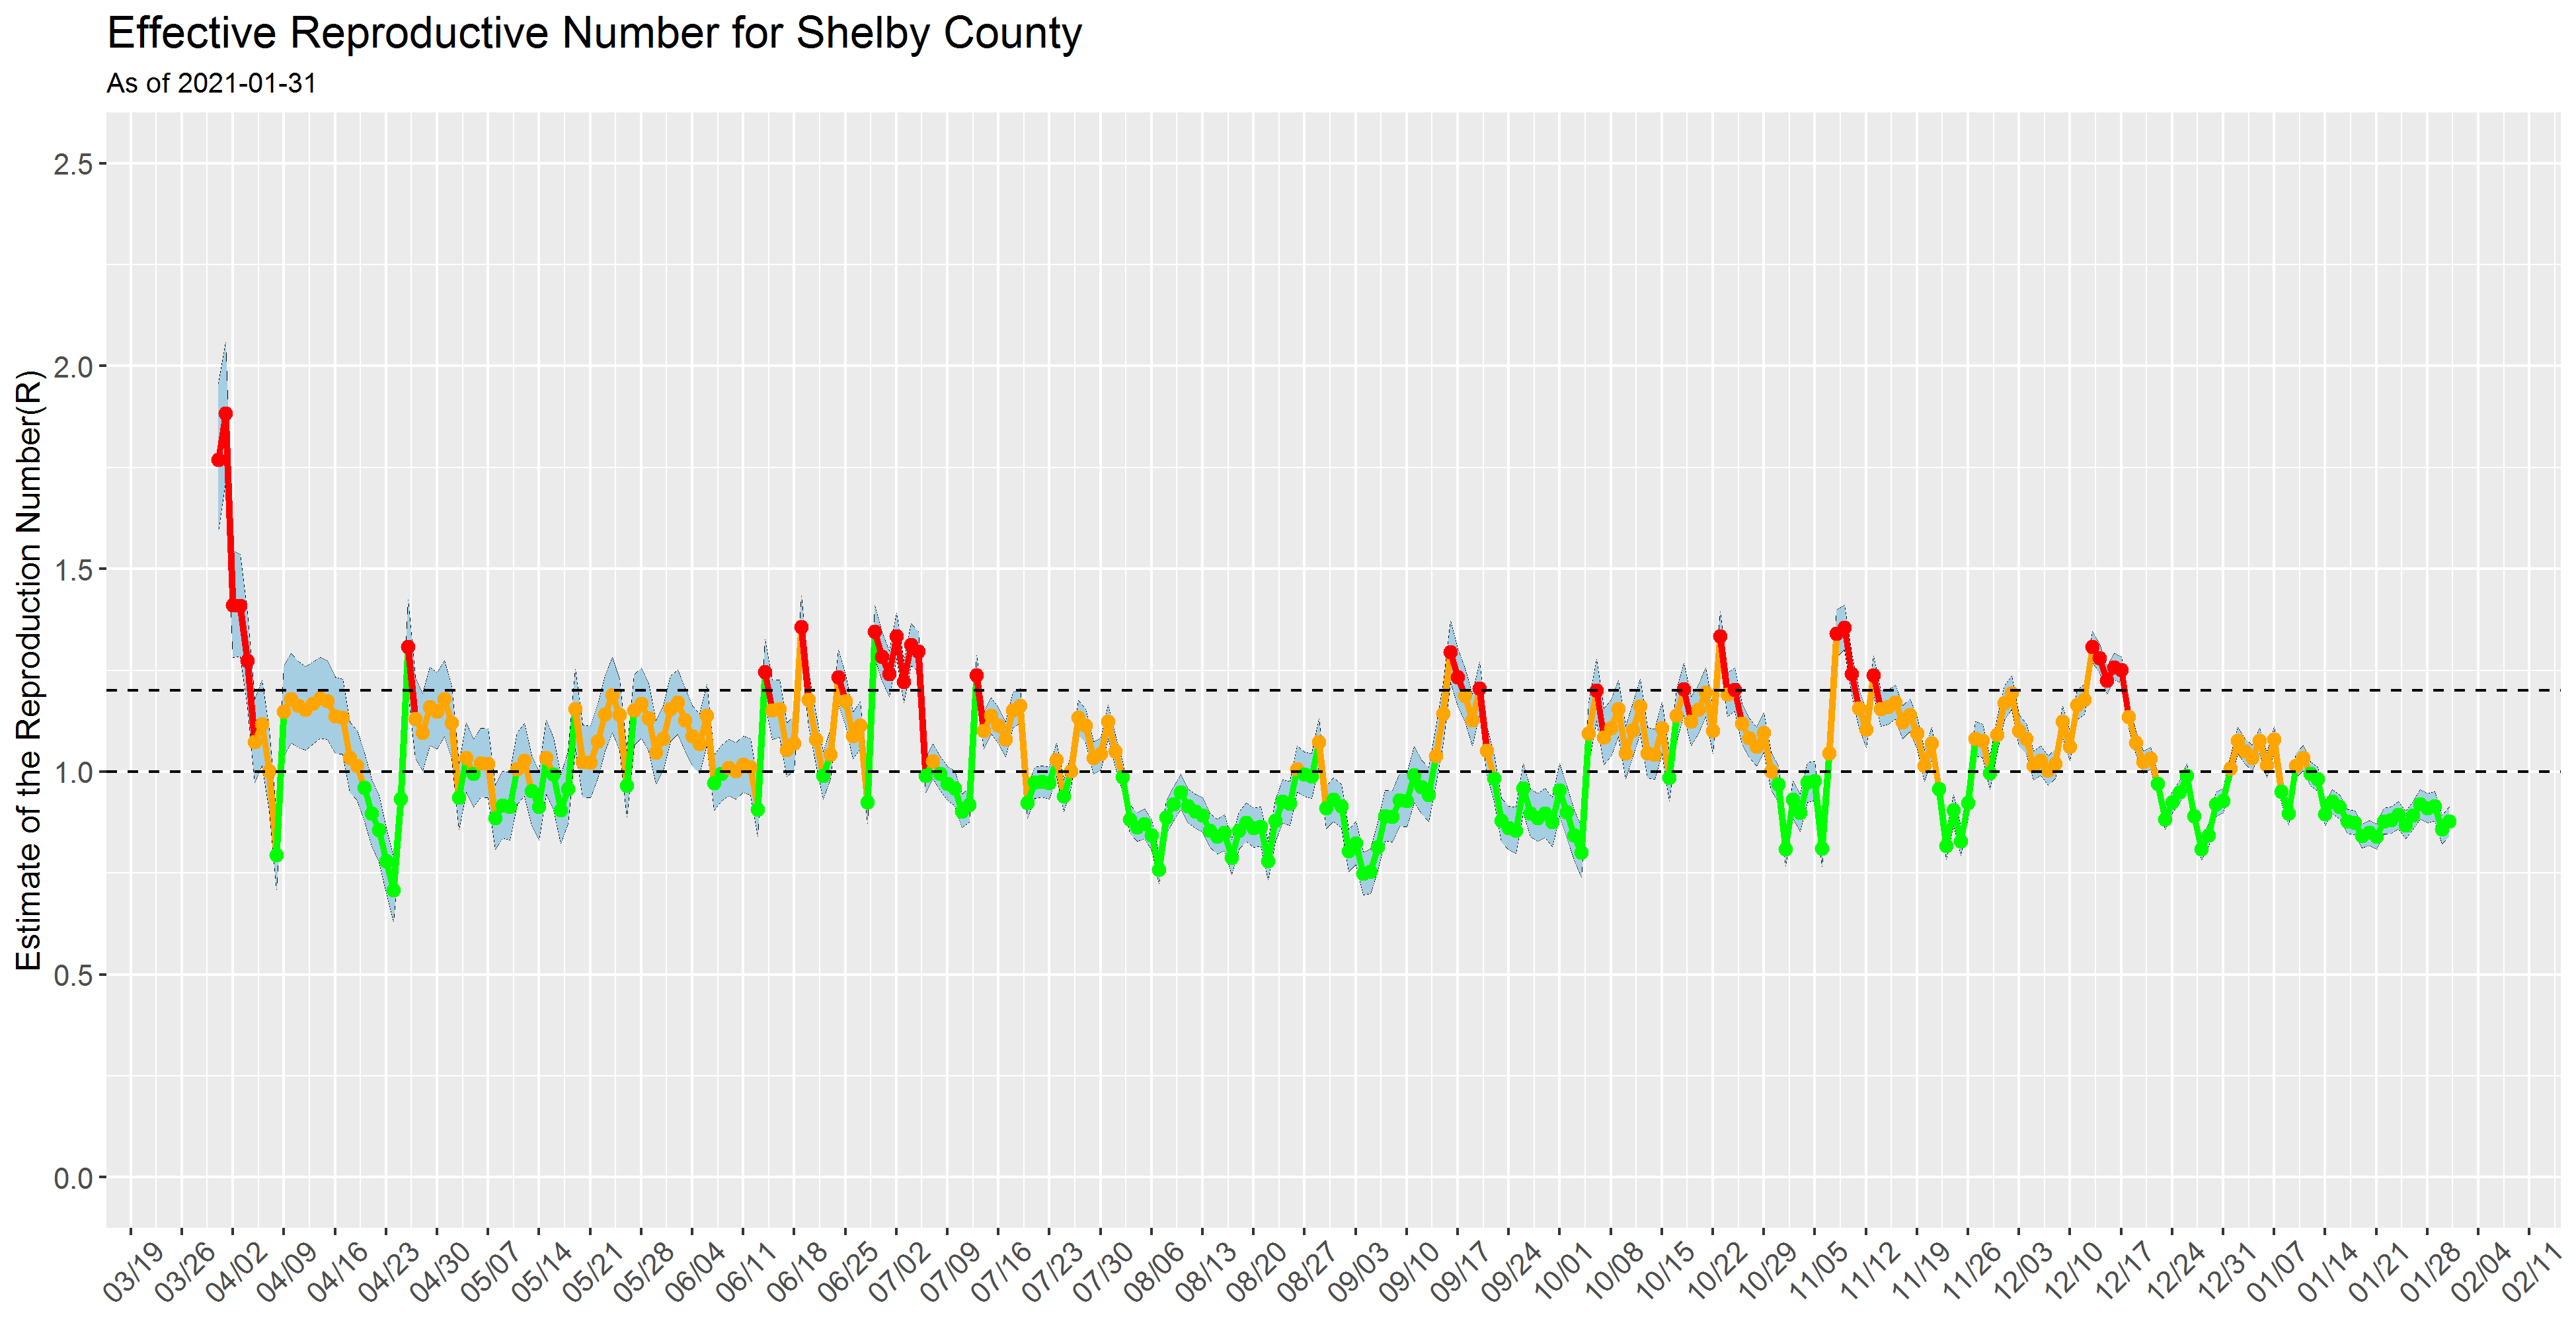 Effective Reproductive Number for Shelby County
As of 2021-01-31
Estimate of the Reproduction Number(R)
2.5
2.0
1.5
1.0
0.5
0.0
03/19 03/26 04/02 04/09 04/16 04/23 04/30 05/07 05/14 05/21 05/28 06/04 06/11 06/18 06/25 07/02 07/09 07/16 07/23 07/30 08/06 08/13 08/20 08/27 09/03 09/10 09/17 09/24 10/01 10/08 10/15 10/22 10/29 11/05 11/12 11/19 11/26 12/03 12/10 12/17 12/24 12/31 01/07 01/14 01/21 01/28 02/04 02/11